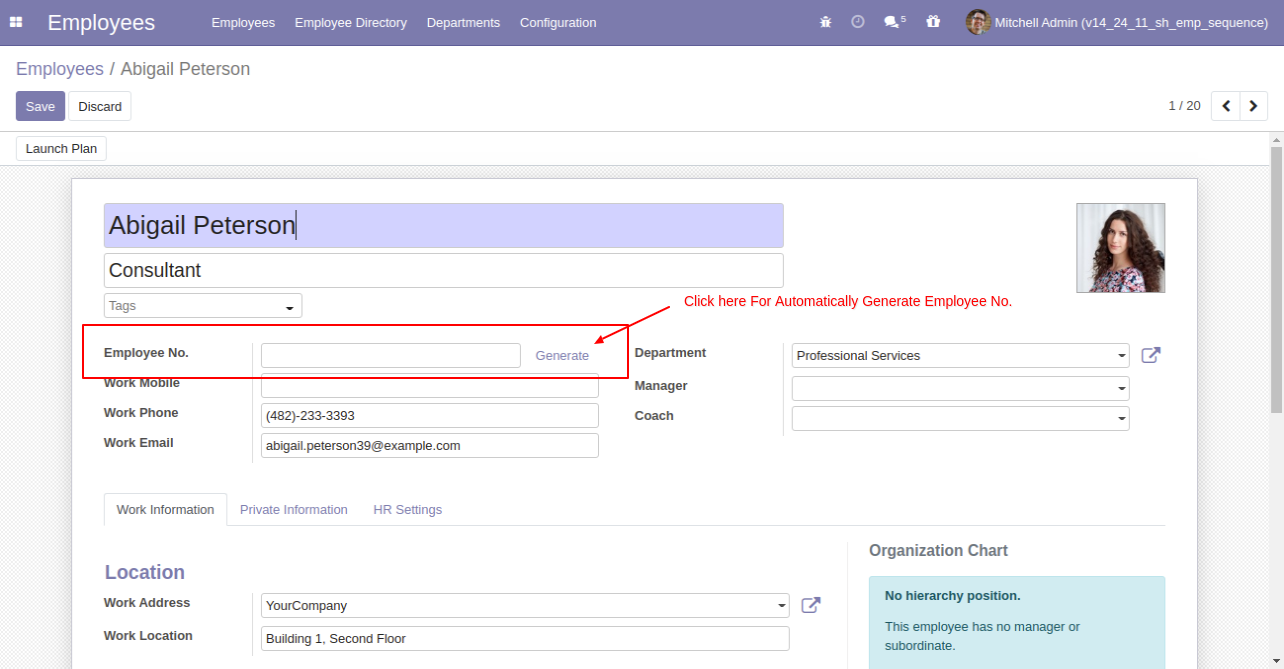 Employees
Employees Employee Directory Departments Configuration
5
Mitchell Admin (v14_24_11_sh_emp_sequence)
Employees / Abigail Peterson
Save Discard
1 / 20
Launch Plan
Abigail Peterson
Consultant
Tags
Click here For Automatically Generate Employee No.
Employee No.
Generate
Work Mobile
Work Phone
(482)-233-3393
Work Email
abigail.peterson39@example.com
Department
Professional Services
Manager
Coach
Work Information Private Information HR Settings
Location
Work Address
YourCompany
Work Location
Building 1, Second Floor
Organization Chart
No hierarchy position.
This employee has no manager or
subordinate.